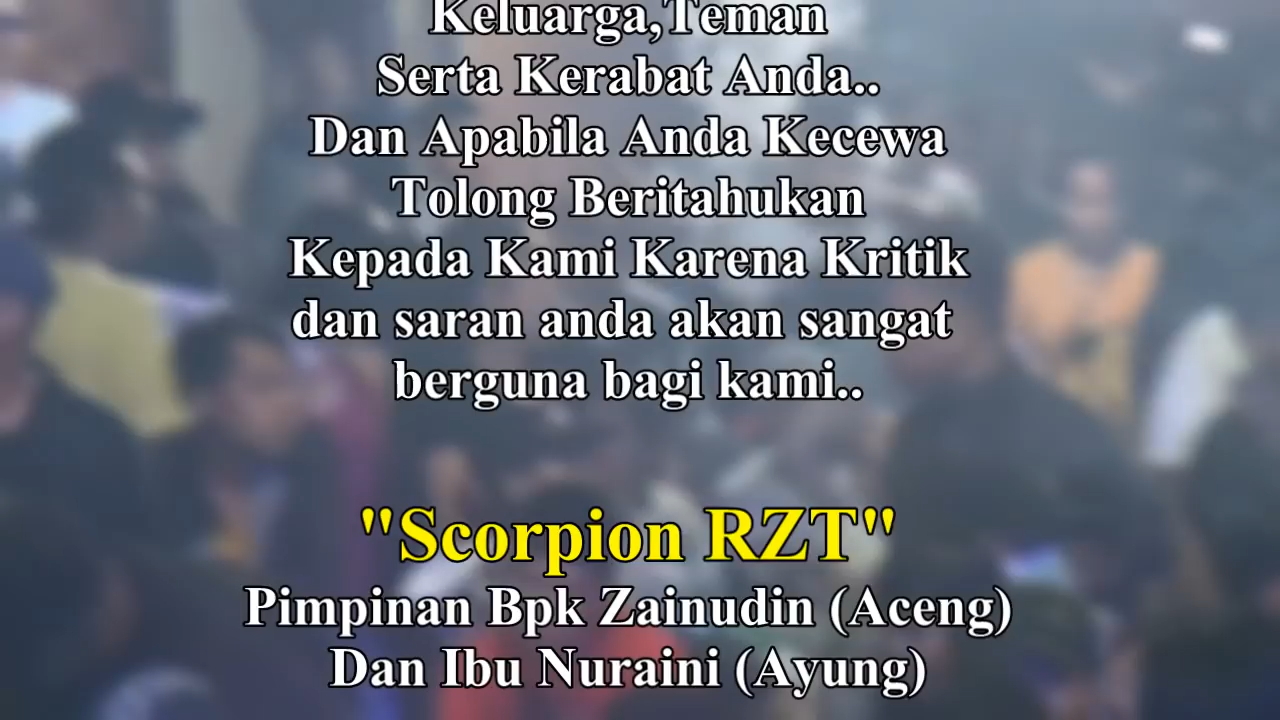 Keluarga,Teman
Serta Kerabat Anda..
Dan Apabila Anda Kecewa
Tolong Beritahukan
Kepada Kami Karena Kritik
dan saran anda akan sangat
berguna bagi kami..
"Scorpion RZT"
Pimpinan Bpk Zainudin (Aceng)
Dan Ibu Nuraini (Ayung)